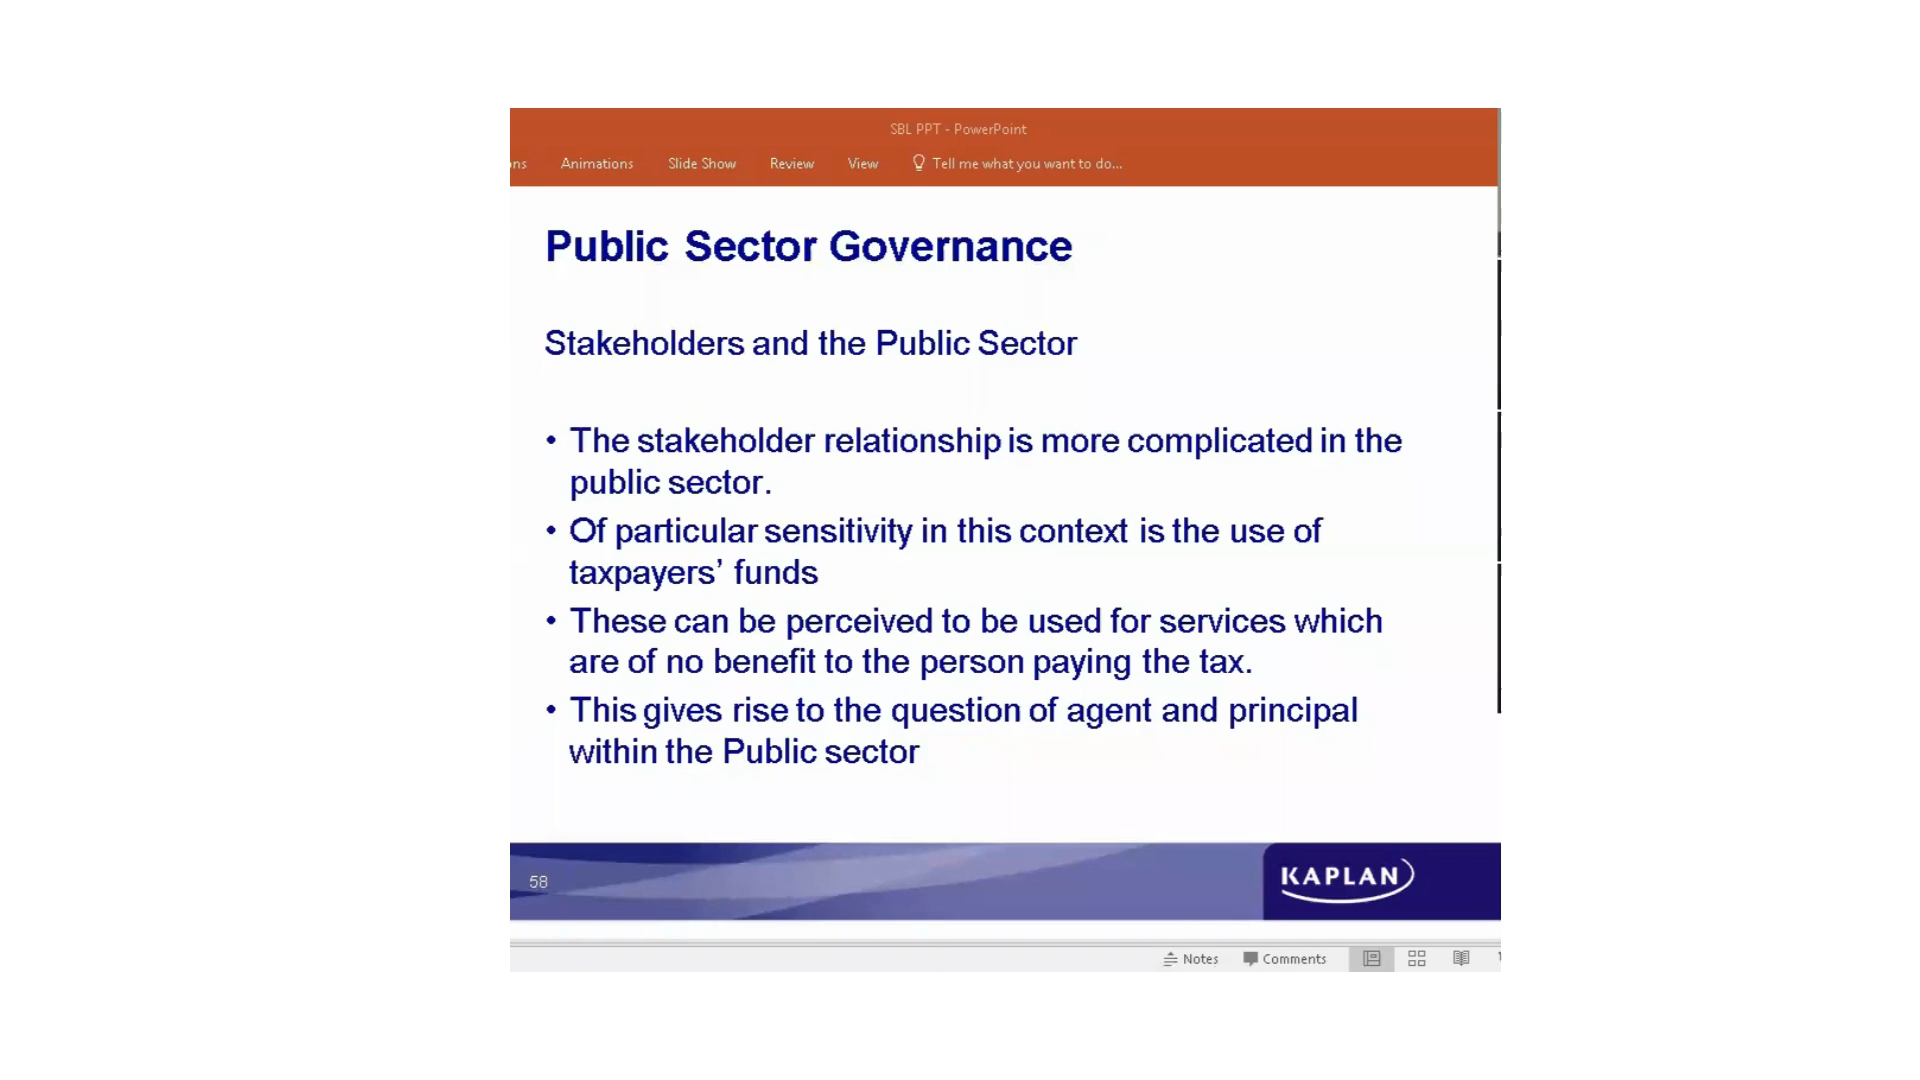 SBL PPT - PowerPoint
ons Animations Slide Show Review View Tell me what you want to do...
Public Sector Governance
Stakeholders and the Public Sector
• The stakeholder relationship is more complicated in the
public sector.
• Of particular sensitivity in this context is the use of
taxpayers’ funds
• These can be perceived to be used for services which
are of no benefit to the person paying the tax.
• This gives rise to the question of agent and principal
within the Public sector
58
KAPLAN
Notes Comments